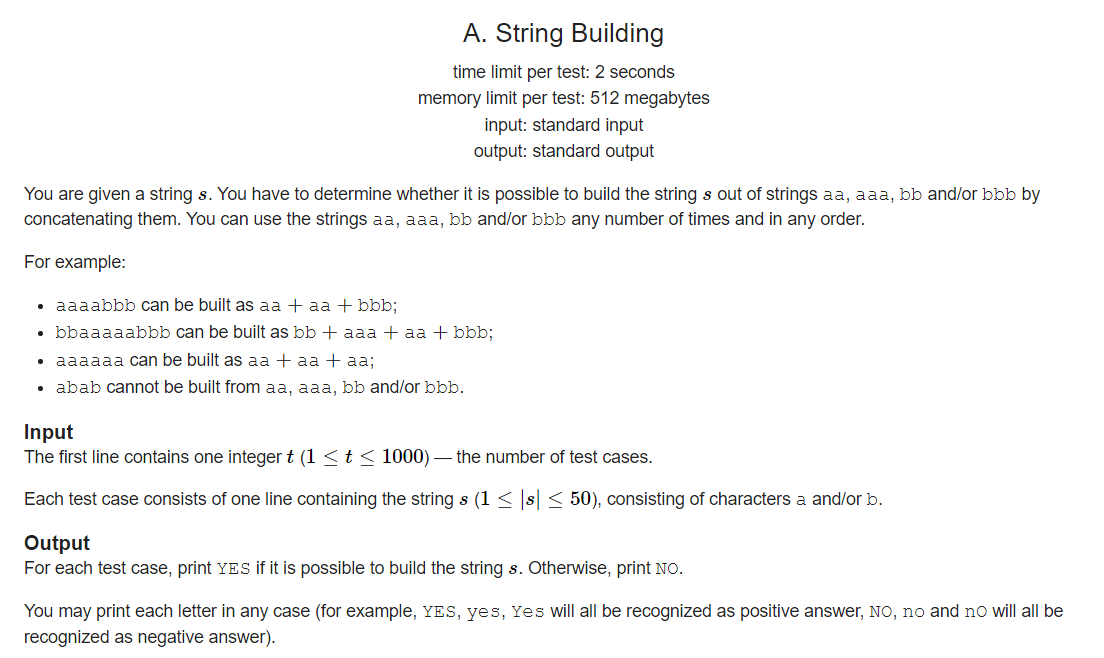 A. String Building
time limit per test: 2 seconds
memory limit per test: 512 megabytes
input: standard input
output: standard output
You are given a string s. You have to determine whether it is possible to build the string s out of strings aa, aaa, bb and/or bbb by
concatenating them. You can use the strings aa, aaa, bb and/or bbb any number of times and in any order.
For example:
• aaaabbb can be built as aa + aa + bbb;
• bbaaaaabbb can be built as bb + aaa + aa + bbb;
• aaaaaa can be built as aa + aa + aa;
• abab cannot be built from aa, aaa, bb and/or bbb.
Input
The first line contains one integer t (1 ≤ t ≤ 1000) — the number of test cases.
Each test case consists of one line containing the string s (1 ≤ |s| ≤ 50), consisting of characters a and/or b.
Output
For each test case, print YES if it is possible to build the string s. Otherwise, print NO.
You may print each letter in any case (for example, YES, yes, Yes will all be recognized as positive answer, NO, no and nO will all be
recognized as negative answer).